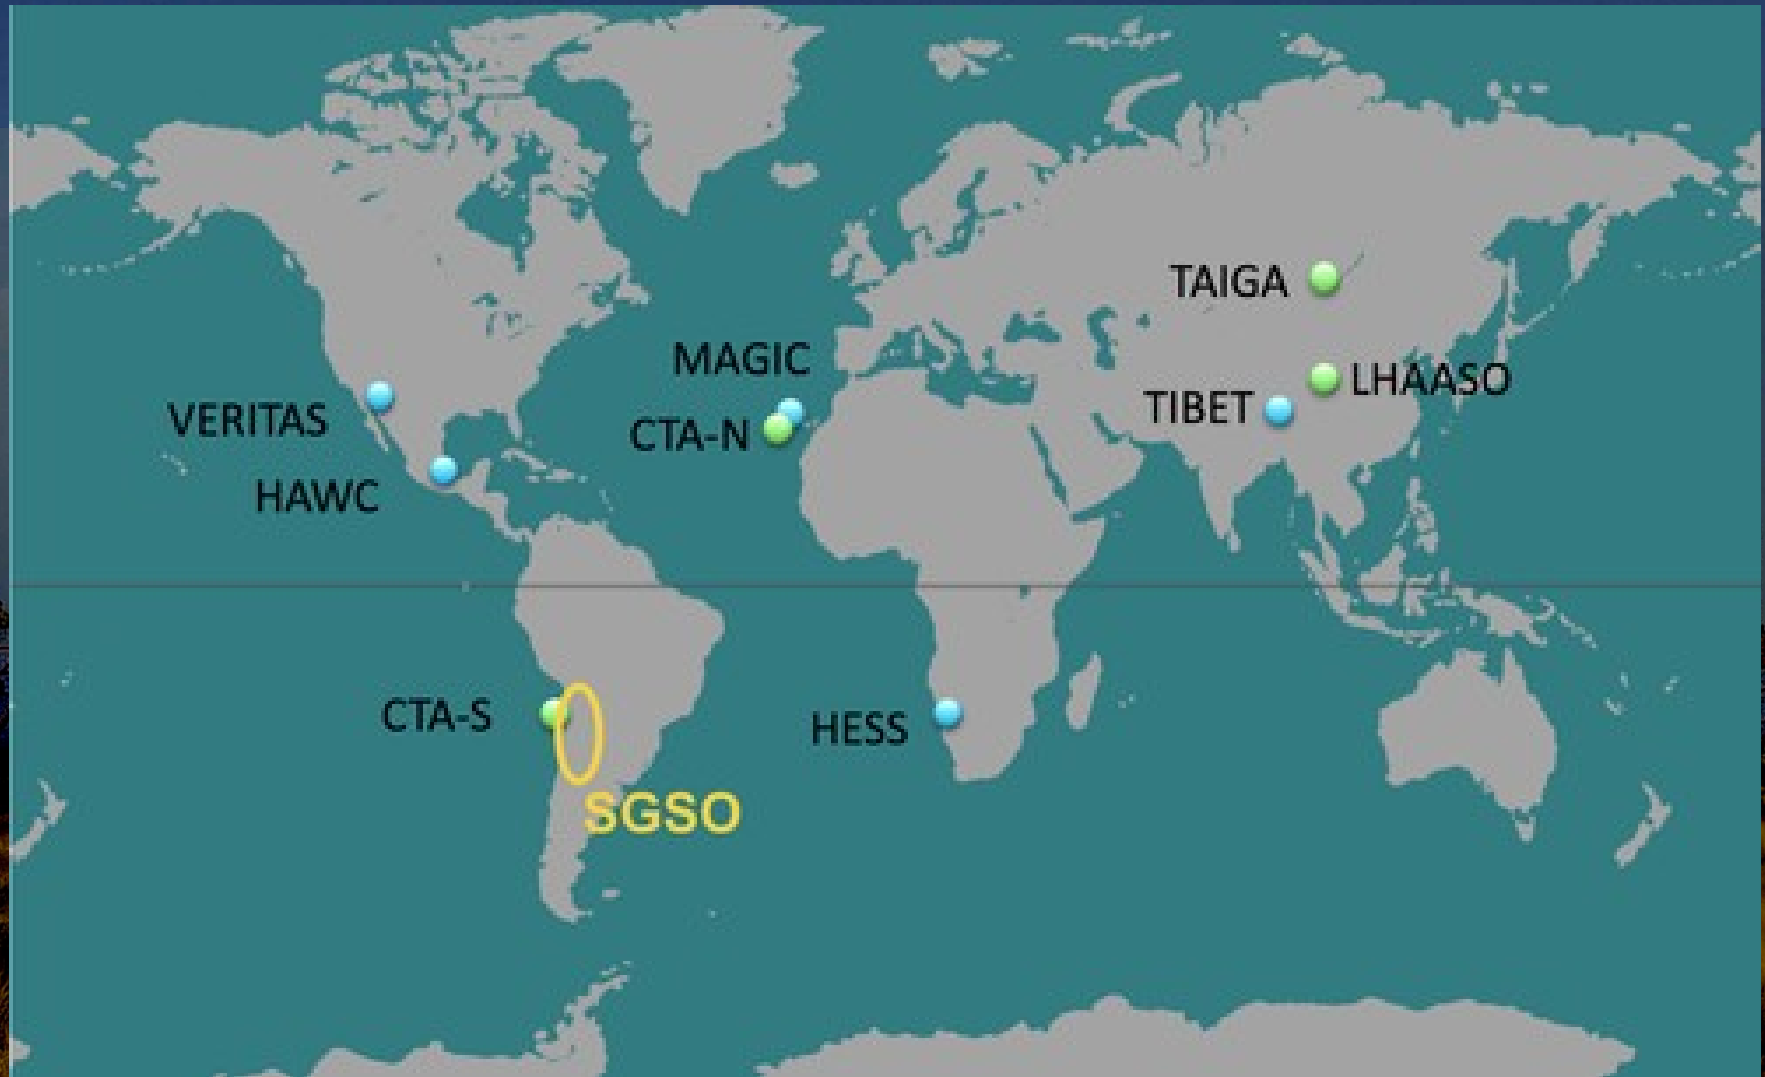 TAIGA
MAGIC
LHAASO
VERITAS
TIBET
CTA-N
HAWC
CTA-S
HESS
SGSO